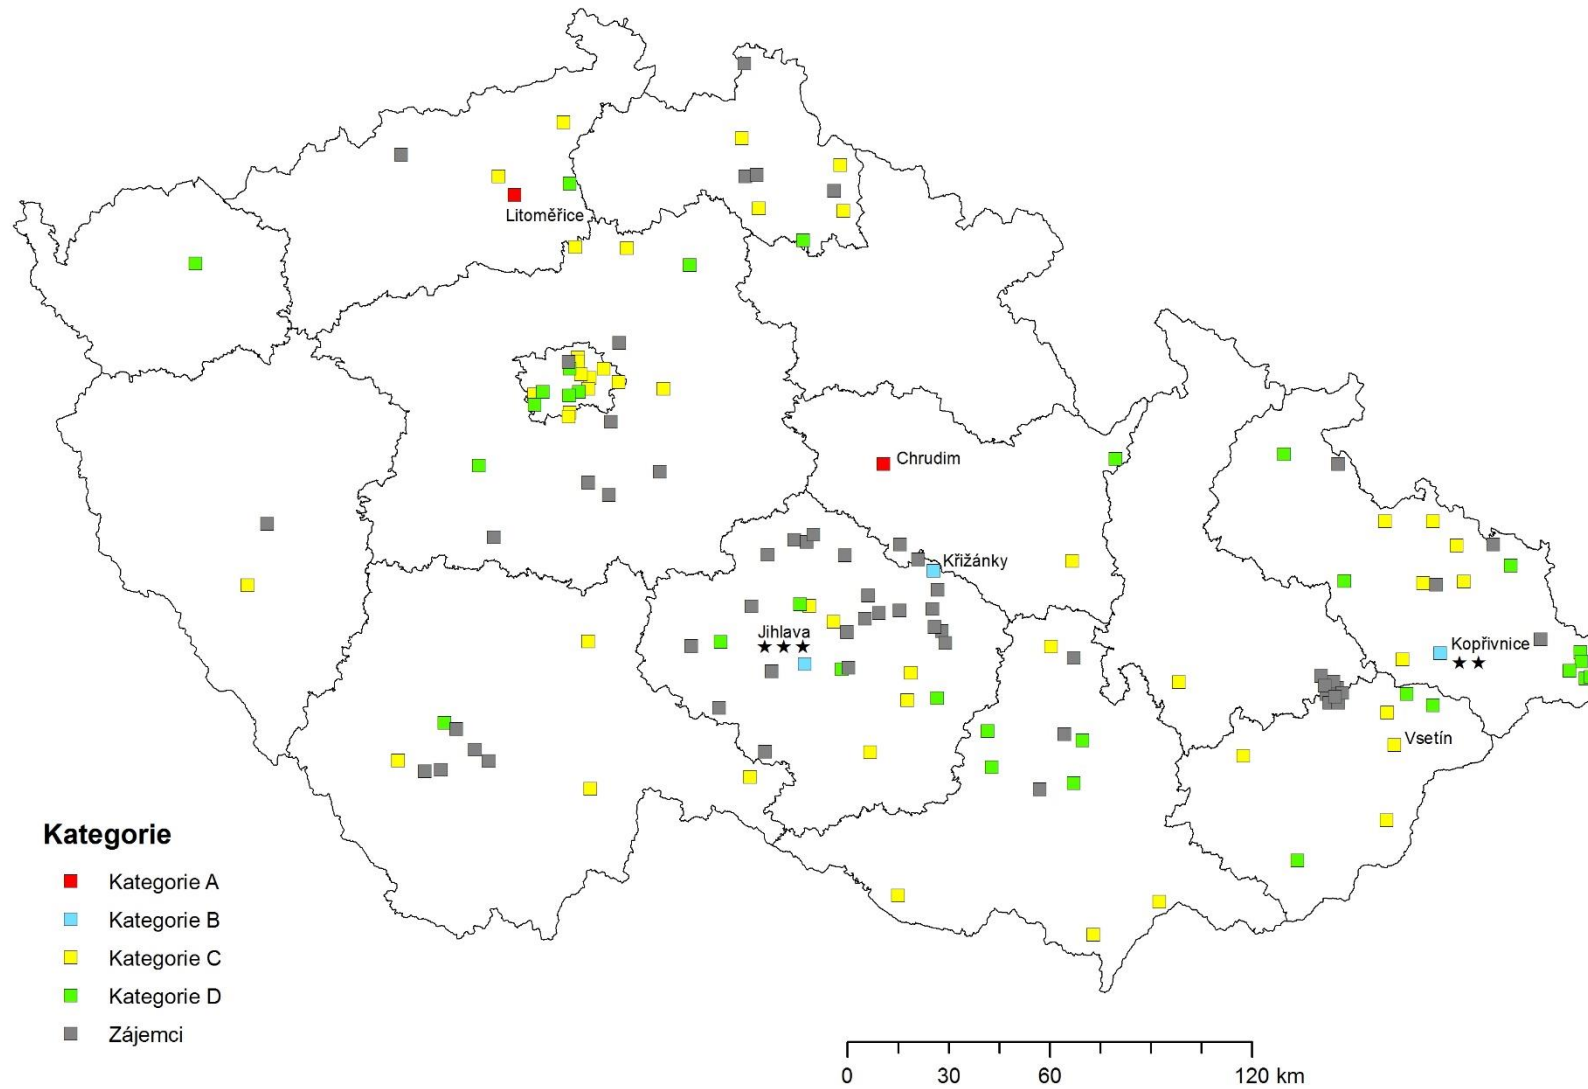 Litoměřice
Chrudim
Křižánky
Jihlava
★★★
Kopřivnice
★★
Vsetín
Kategorie
Kategorie A
Kategorie B
Kategorie C
Kategorie D
Zájemci
0 30 60 120 km